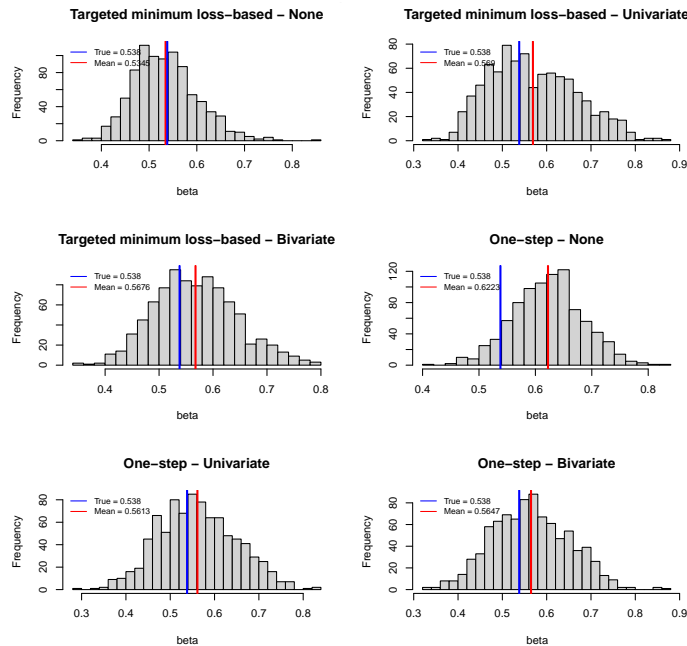 Targeted minimum loss-based – None
True = 0.538
Mean = 0.5345
Frequency
0 40 80
0.4 0.5 0.6 0.7 0.8
beta
Targeted minimum loss-based – Univariate
True = 0.538
Mean = 0.569
Frequency
0 20 40 60 80
0.3 0.4 0.5 0.6 0.7 0.8 0.9
beta
Targeted minimum loss-based – Bivariate
True = 0.538
Mean = 0.5676
Frequency
0 20 60
0.4 0.5 0.6 0.7 0.8
beta
One-step – None
True = 0.538
Mean = 0.6223
Frequency
0 40 80 120
0.4 0.5 0.6 0.7 0.8
beta
One-step – Univariate
True = 0.538
Mean = 0.5613
Frequency
0 20 40 60 80
0.3 0.4 0.5 0.6 0.7 0.8
beta
One-step – Bivariate
True = 0.538
Mean = 0.5647
Frequency
0 20 40 60 80
0.3 0.4 0.5 0.6 0.7 0.8 0.9
beta